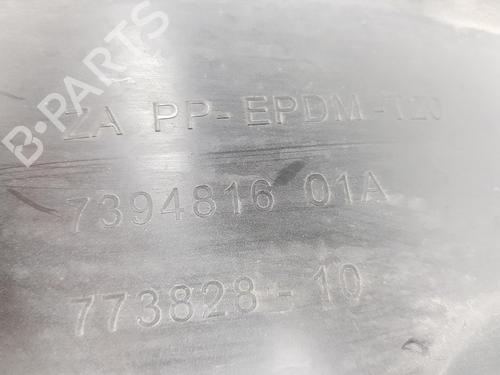 B-PARTS
ZA PP-EPDM-T20
7394816 01A
773828-10